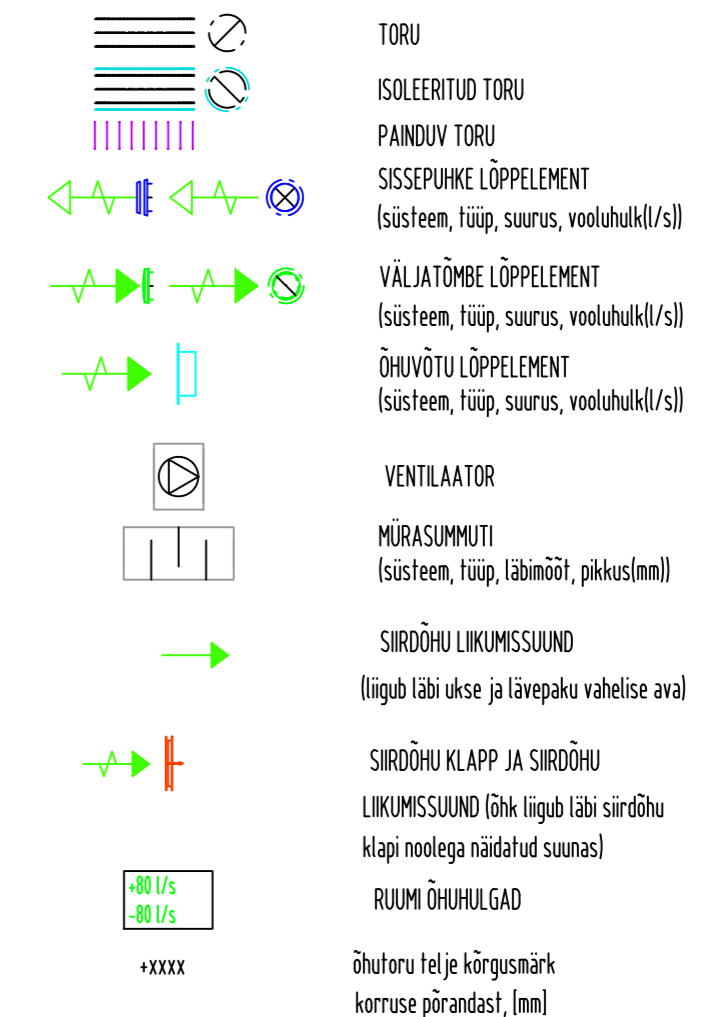 TORU
ISOLEERITUD TORU
PAINDUV TORU
SISSEPUHKE LÕPPELEMENT
(süsteem, tüüp, suurus, vooluhulk(l/s))
VÄLJATÕMBE LÕPPELEMENT
(süsteem, tüüp, suurus, vooluhulk(l/s))
ÕHUVÕTU LÕPPELEMENT
(süsteem, tüüp, suurus, vooluhulk(l/s))
VENTILAATOR
MÜRASUMMUTI
(süsteem, tüüp, läbimõõt, pikkus(mm))
SIIRDÕHU LIIKUMISSUUND
(liigub läbi ukse ja lävepaku vahelise ava)
SIIRDÕHU KLAPP JA SIIRDÕHU
LIIKUMISSUUND (õhk liigub läbi siirdõhu
klapi noolega näidatud suunas)
+80 l/s
-80 l/s
RUUMI ÕHUHULGAD
+XXXX
õhutoru telje kõrgusmärk
korruse põrandast, [mm]